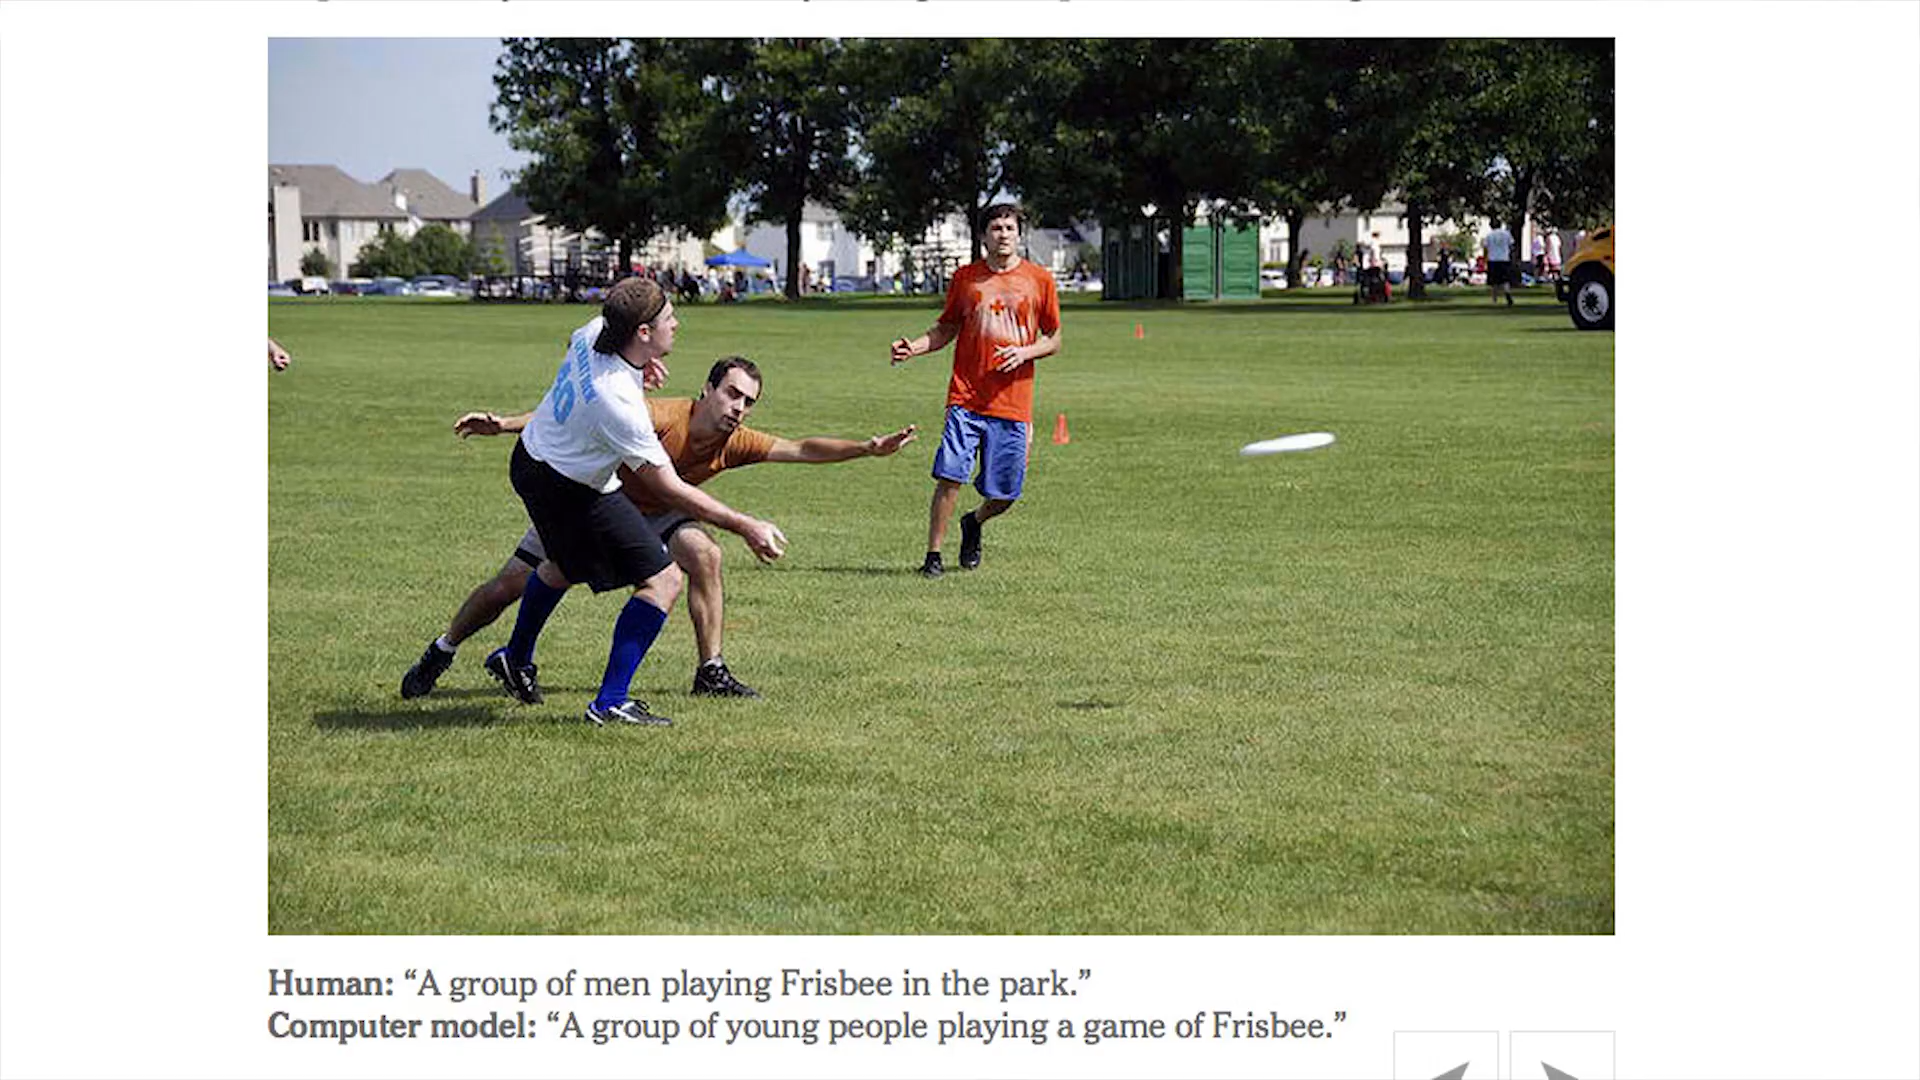 Human: “A group of men playing Frisbee in the park.”
Computer model: “A group of young people playing a game of Frisbee.”